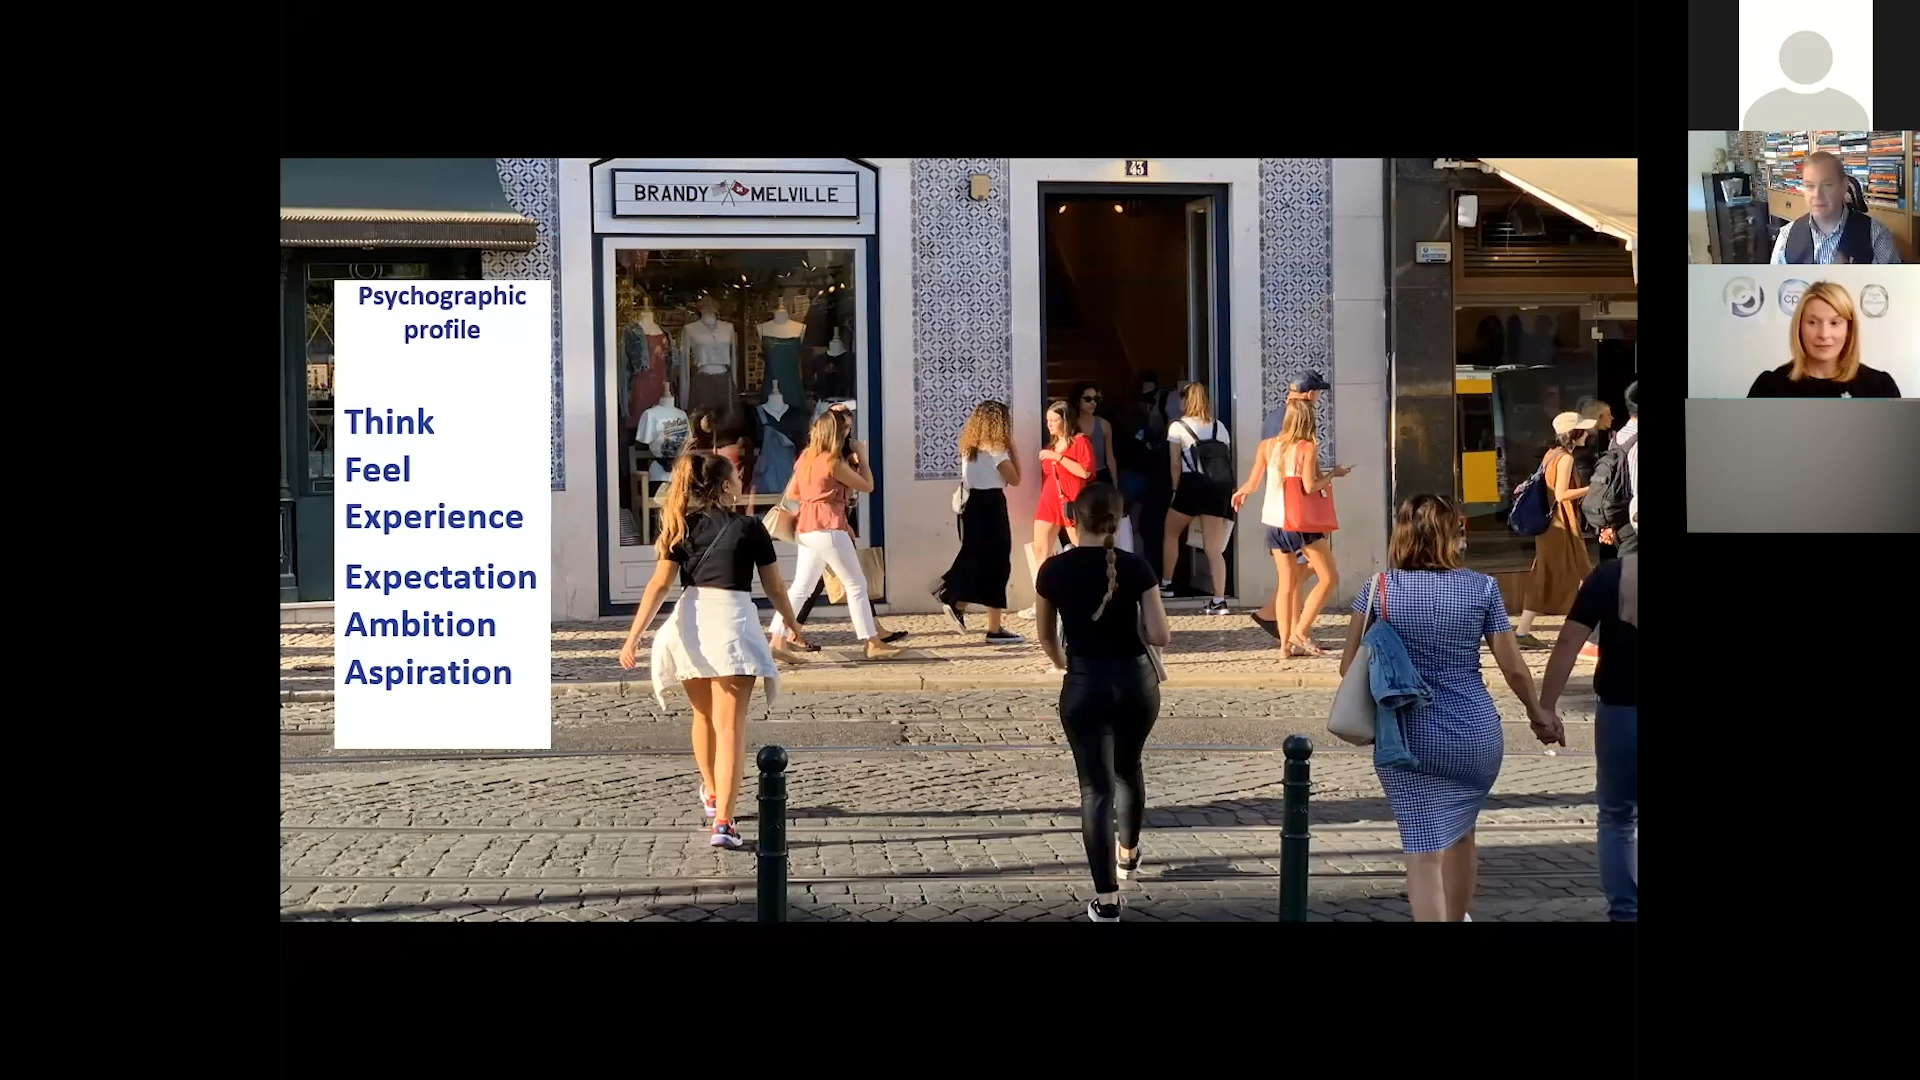 BRANDY MELVILLE
43
Psychographic
profile
Think
Feel
Experience
Expectation
Ambition
Aspiration